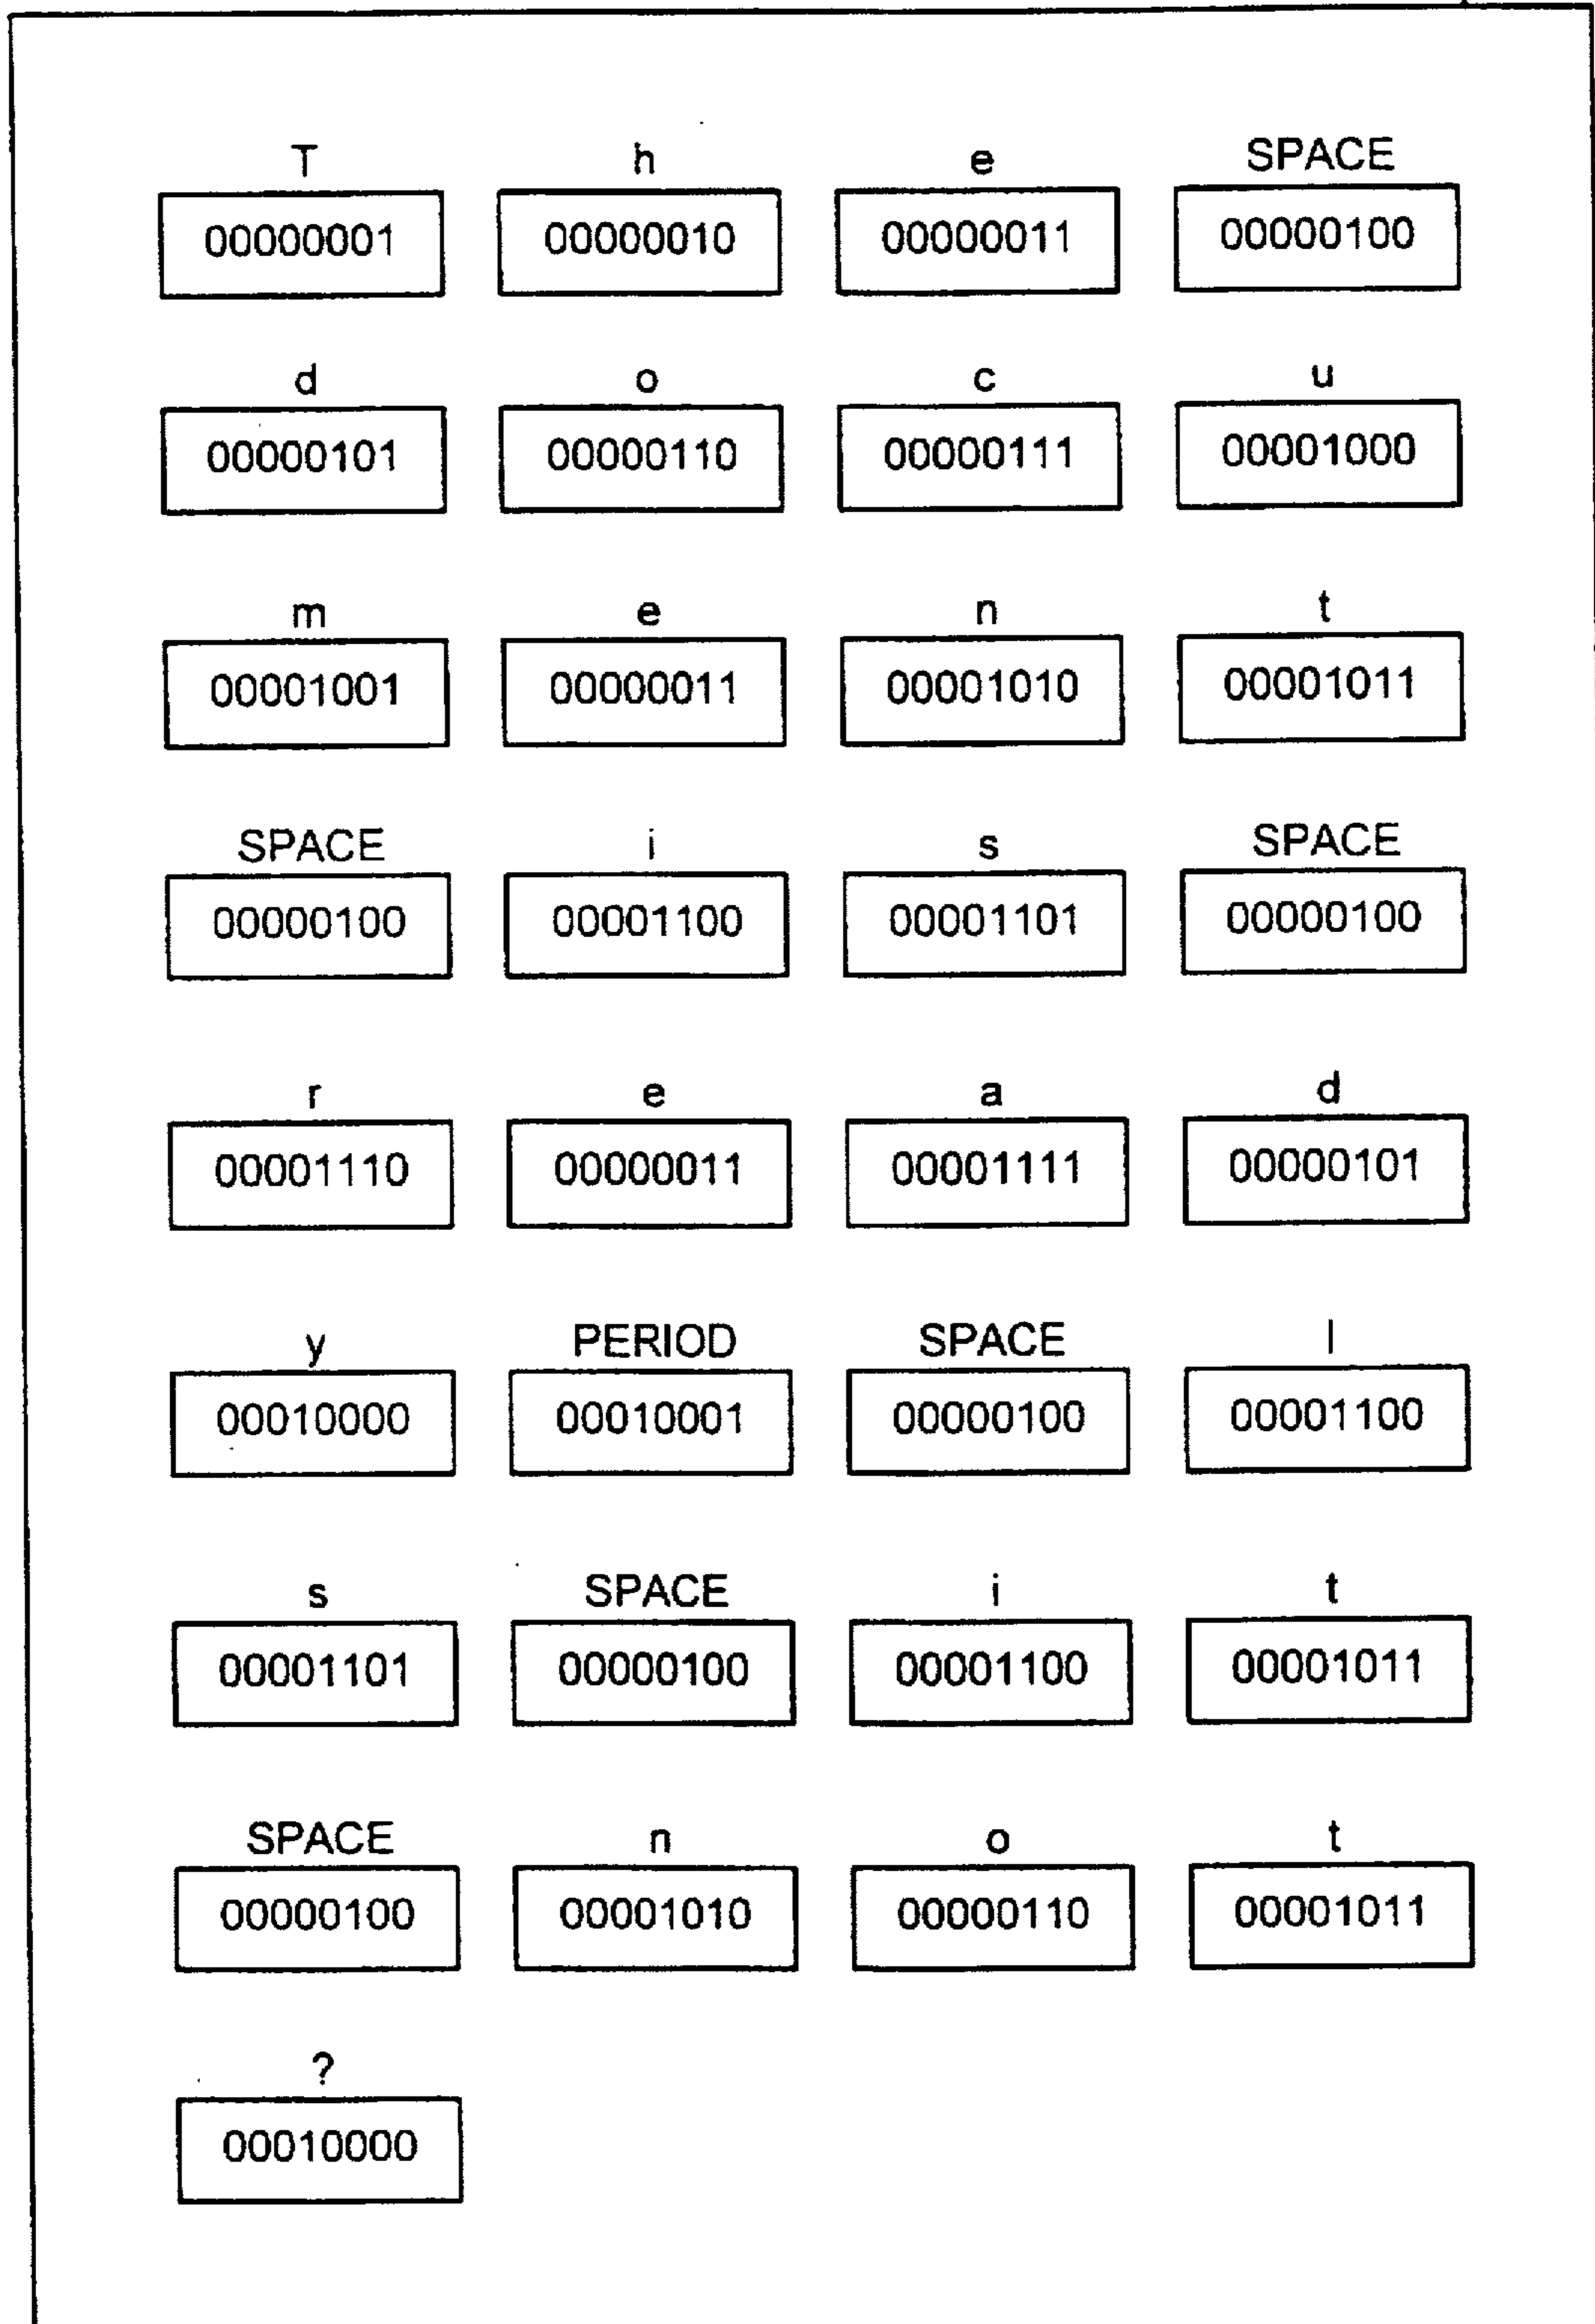 T h e SPACE
00000001 00000010 00000011 00000100
d o c u
00000101 00000110 00000111 00001000
m e n t
00001001 00000011 00001010 00001011
SPACE i s SPACE
00000100 00001100 00001101 00000100
r e a d
00001110 00000011 00001111 00000101
y PERIOD SPACE I
00010000 00010001 00000100 00001100
s SPACE i t
00001101 00000100 00001100 00001011
SPACE n o t
00000100 00001010 00000110 00001011
?
00010000